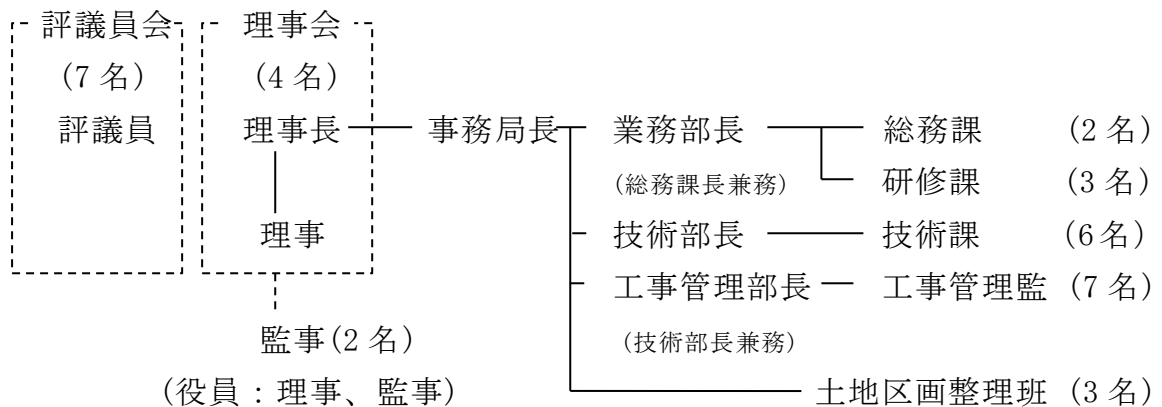 評議員会 理事会
(7 名) (4 名)
評議員 理事長 事務局長 業務部長 総務課 (2 名)
(総務課長兼務) 研修課 (3 名)
理事 技術部長 技術課 (6 名)
工事管理部長 工事管理監 (7 名)
監事(2 名) (技術部長兼務)
(役員:理事、監事) 土地区画整理班 (3 名)